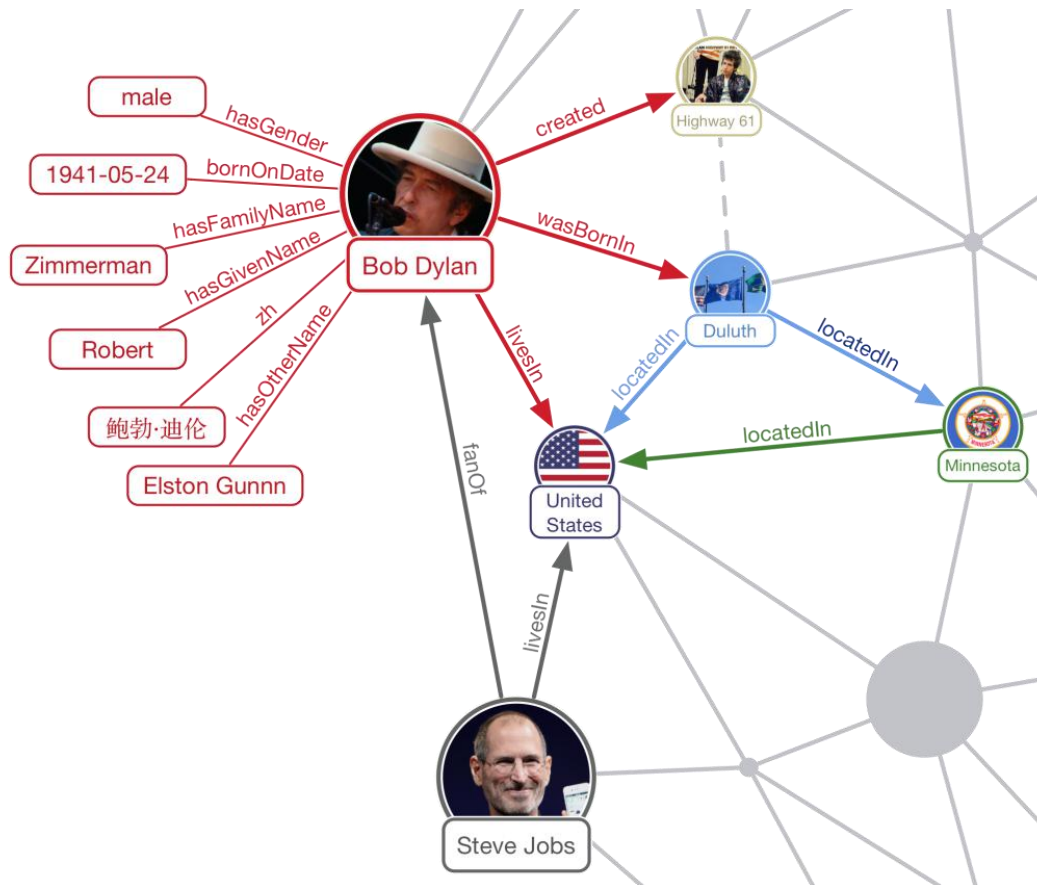 male
hasGender
created
Highway 61
1941-05-24
bornOnDate
hasFamilyName
Zimmerman
hasGivenName
Bob Dylan
wasBornIn
zh
Robert
hasOtherName
livesIn
Duluth
locatedIn
locatedIn
鲍勃·迪伦
Elston Gunnn
locatedIn
Minnesota
United
States
fanOf
livesIn
Steve Jobs